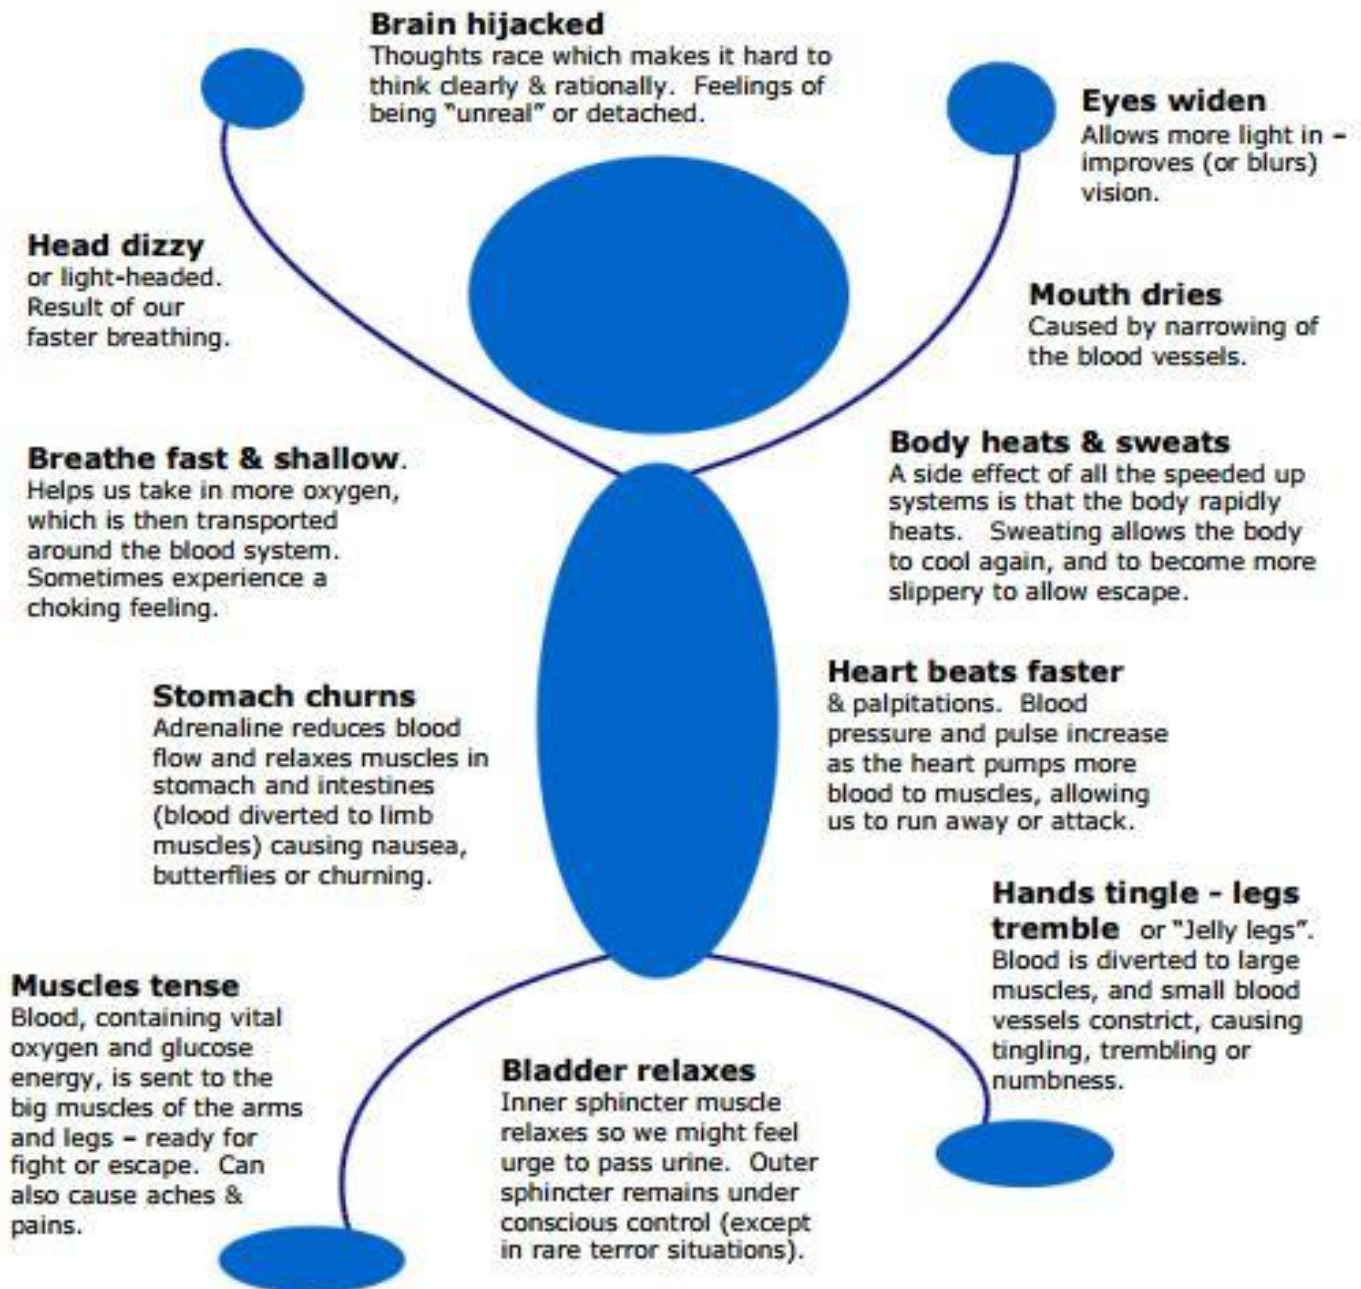 Brain hijacked
Thoughts race which makes it hard to
think clearly & rationally.  Feelings of
being "unreal" or detached.
Eyes widen
Allows more light in –
improves (or blurs)
vision.
Head dizzy
or light-headed.
Result of our
faster breathing.
Mouth dries
Caused by narrowing of
the blood vessels.
Breathe fast & shallow.
Helps us take in more oxygen,
which is then transported
around the blood system.
Sometimes experience a
choking feeling.
Body heats & sweats
A side effect of all the speeded up
systems is that the body rapidly
heats.  Sweating allows the body
to cool again, and to become more
slippery to allow escape.
Stomach churns
Adrenaline reduces blood
flow and relaxes muscles in
stomach and intestines
(blood diverted to limb
muscles) causing nausea,
butterflies or churning.
Heart beats faster
& palpitations.  Blood
pressure and pulse increase
as the heart pumps more
blood to muscles, allowing
us to run away or attack.
Hands tingle - legs
tremble  or "Jelly legs".
Blood is diverted to large
muscles, and small blood
vessels constrict, causing
tingling, trembling or
numbness.
Muscles tense
Blood, containing vital
oxygen and glucose
energy, is sent to the
big muscles of the arms
and legs – ready for
fight or escape.  Can
also cause aches &
pains.
Bladder relaxes
Inner sphincter muscle
relaxes so we might feel
urge to pass urine.  Outer
sphincter remains under
conscious control (except
in rare terror situations).